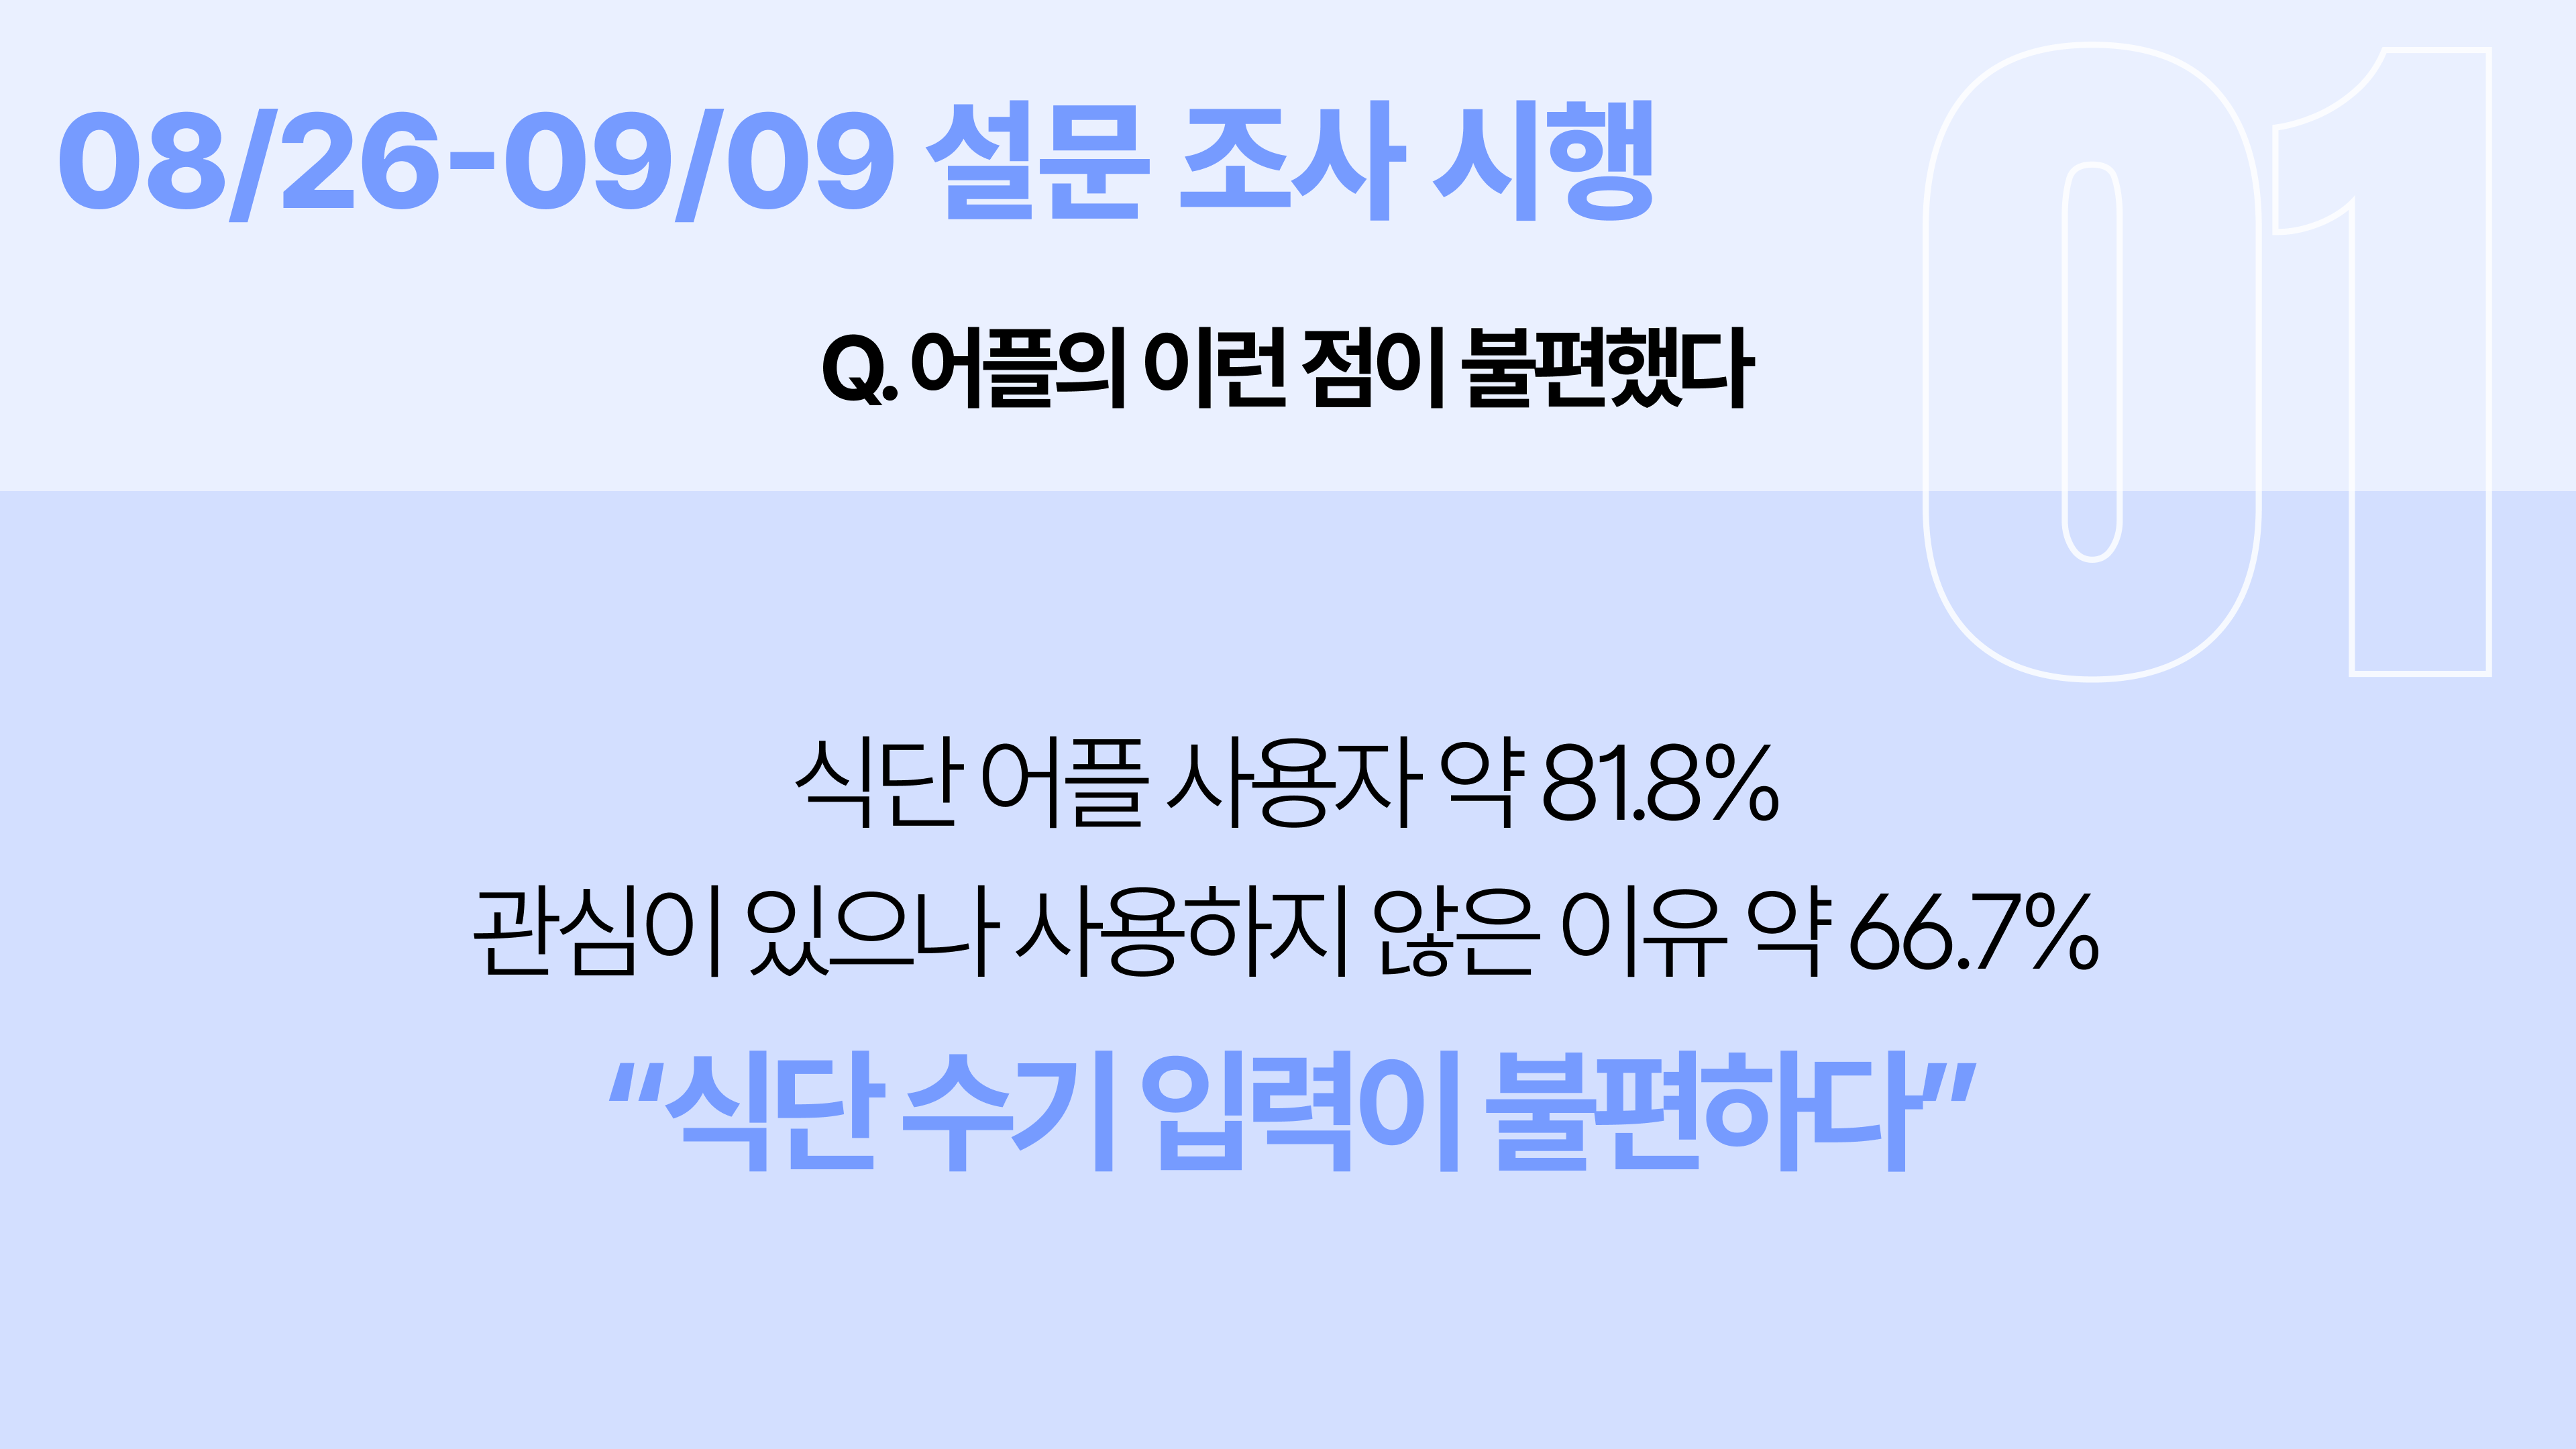 08/26-09/09 설문 조사 시행
01
Q. 어플의 이런 점이 불편했다
식단 어플 사용자 약 81.8%
관심이 있으나 사용하지 않은 이유 약 66.7%
“식단 수기 입력이 불편하다”